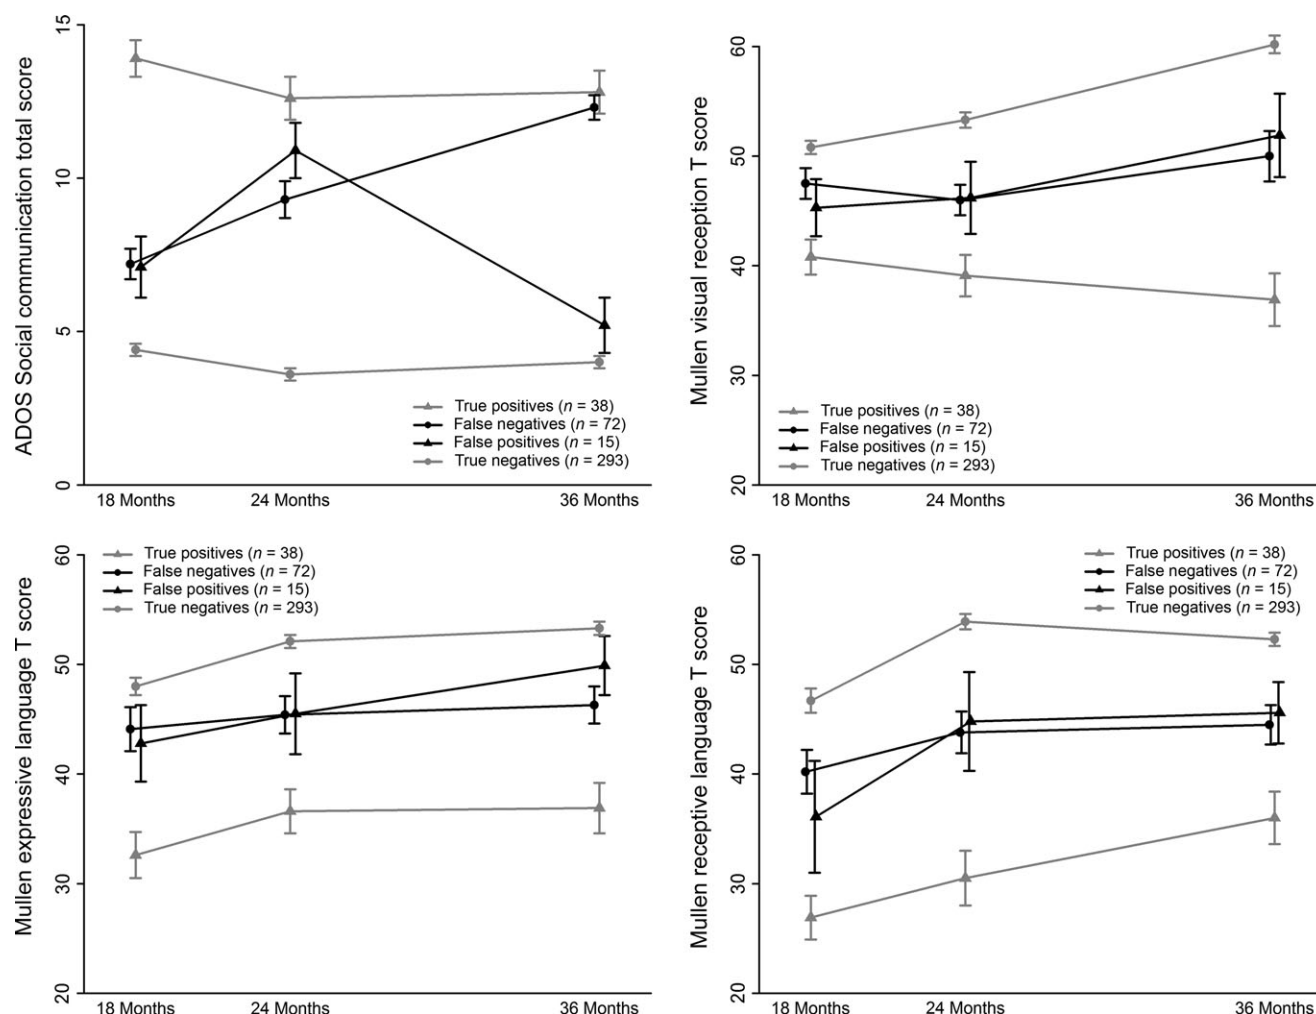 ADOS Social communication total score
15
10
5
0
True positives (n = 38)
False negatives (n = 72)
False positives (n = 15)
True negatives (n = 293)
18 Months
24 Months
36 Months
Mullen visual reception T score
60
50
40
30
20
True positives (n = 38)
False negatives (n = 72)
False positives (n = 15)
True negatives (n = 293)
18 Months
24 Months
36 Months
Mullen expressive language T score
60
50
40
30
20
True positives (n = 38)
False negatives (n = 72)
False positives (n = 15)
True negatives (n = 293)
18 Months
24 Months
36 Months
Mullen receptive language T score
60
50
40
30
20
True positives (n = 38)
False negatives (n = 72)
False positives (n = 15)
True negatives (n = 293)
18 Months
24 Months
36 Months